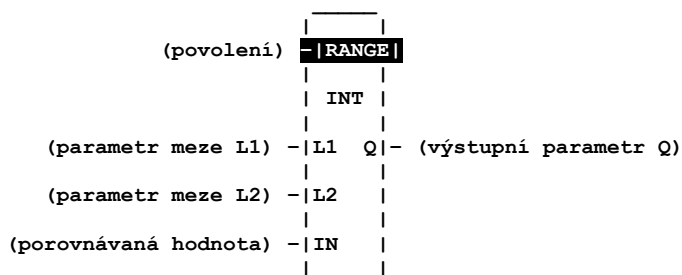 (povolení) -|RANGE|
INT
(parametr meze L1) -|L1 Q|- (výstupní parametr Q)
(parametr meze L2) -|L2
(porovnávaná hodnota) -|IN